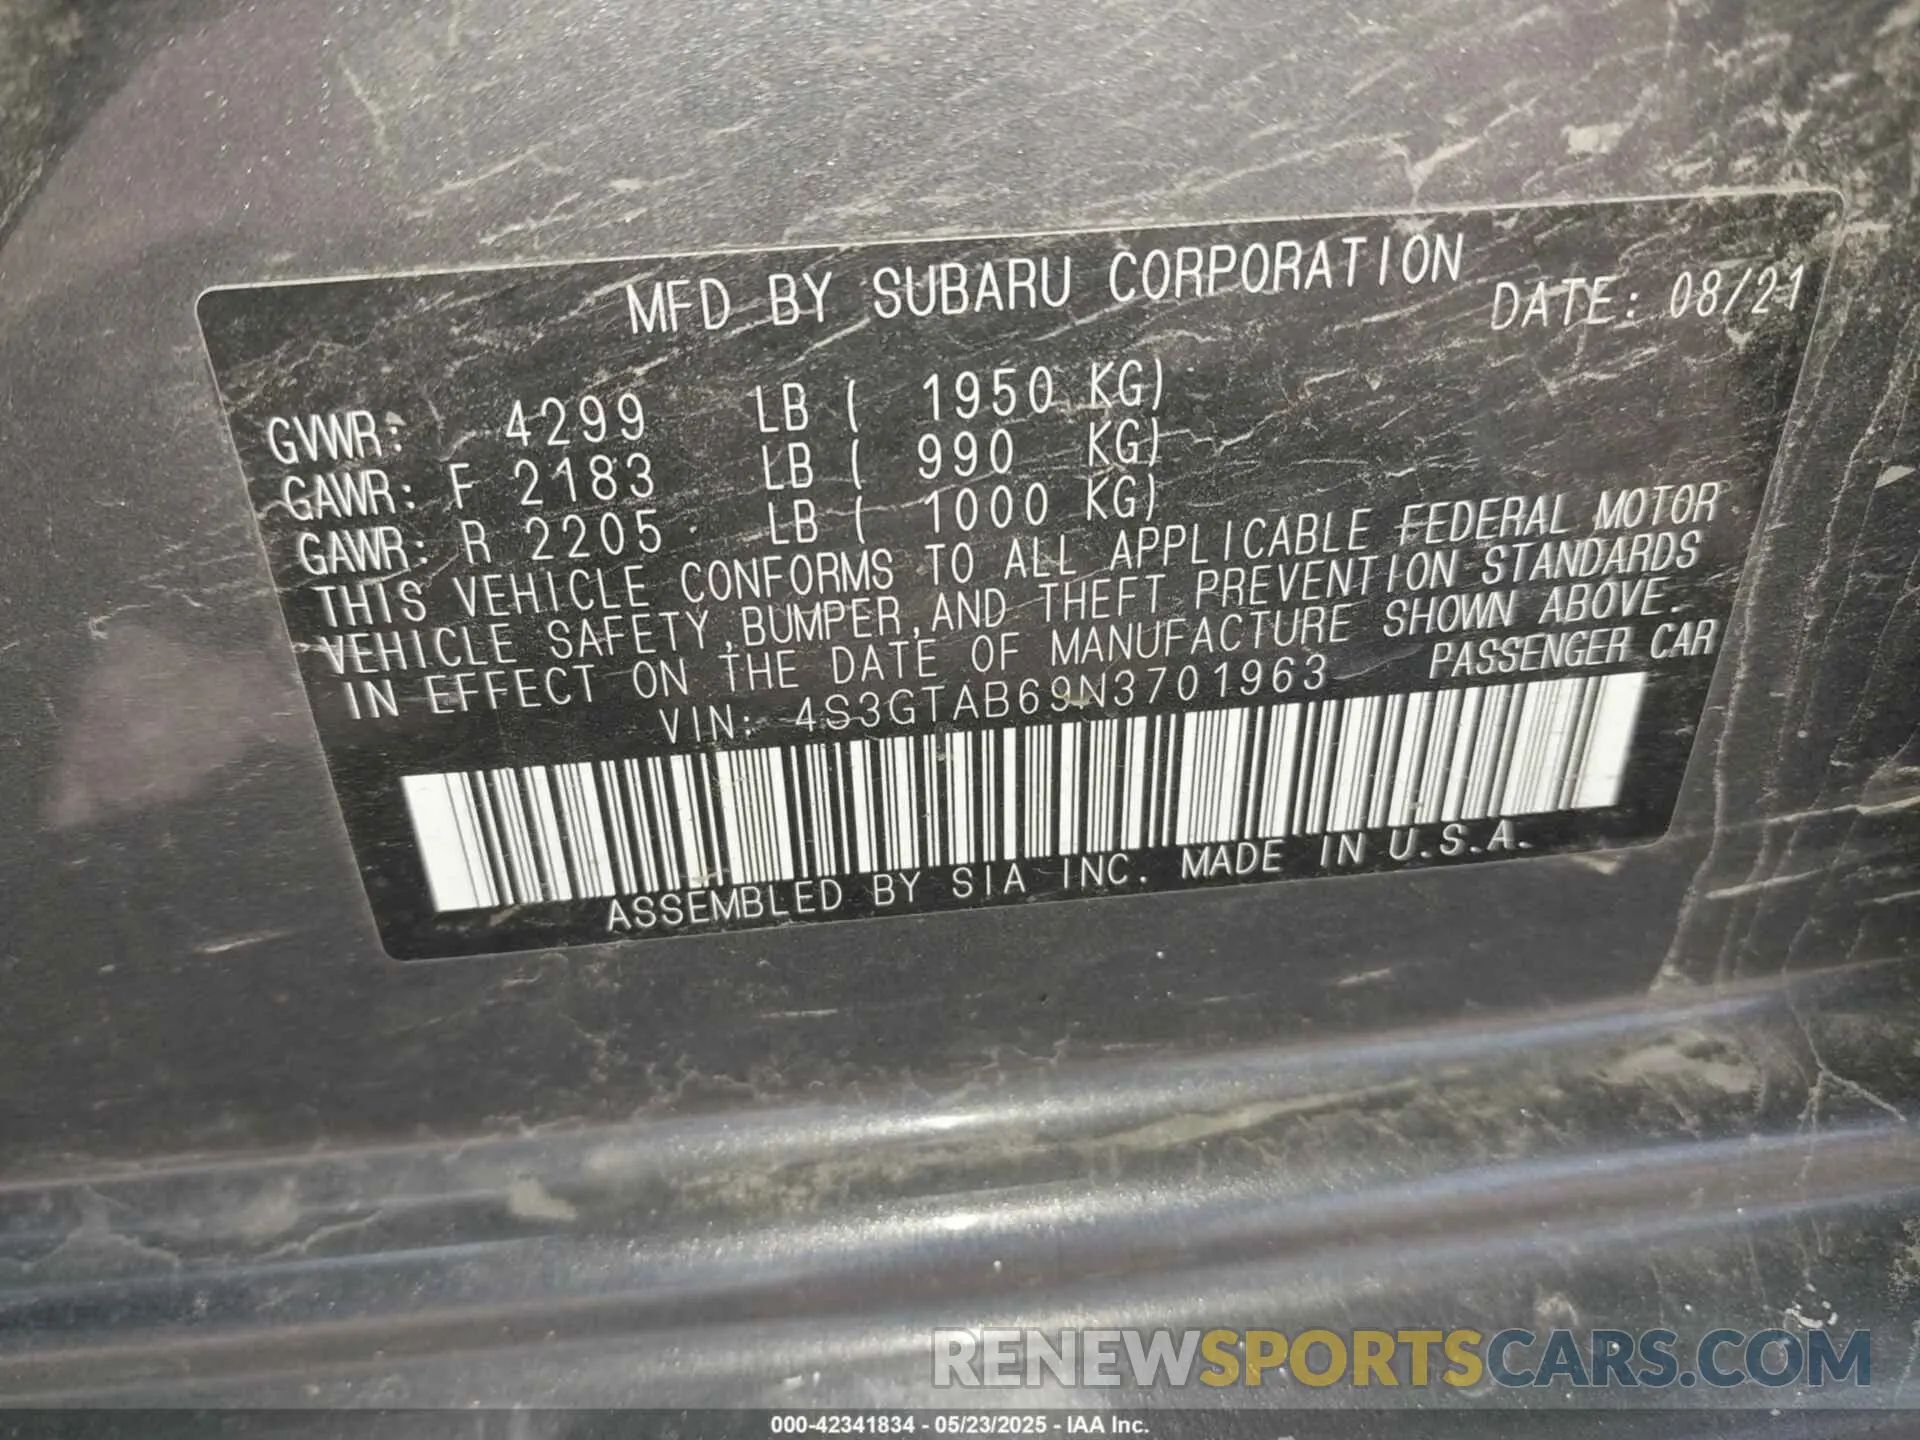 MFD BY SUBARU CORPORATION
DATE: 08/21
GVWR: 4299 LB ( 1950 KG)
GAWR: F 2183 LB ( 990 KG)
GAWR: R 2205 LB ( 1000 KG)
THIS VEHICLE CONFORMS TO ALL APPLICABLE FEDERAL MOTOR
VEHICLE SAFETY,BUMPER,AND THEFT PREVENTION STANDARDS
IN EFFECT ON THE DATE OF MANUFACTURE SHOWN ABOVE.
VIN: 4S3GTAB69N3701963 PASSENGER CAR
ASSEMBLED BY SIA INC. MADE IN U.S.A.
RENEWSPORTSCARS.COM
000-42341834 - 05/23/2025 - IAA Inc.